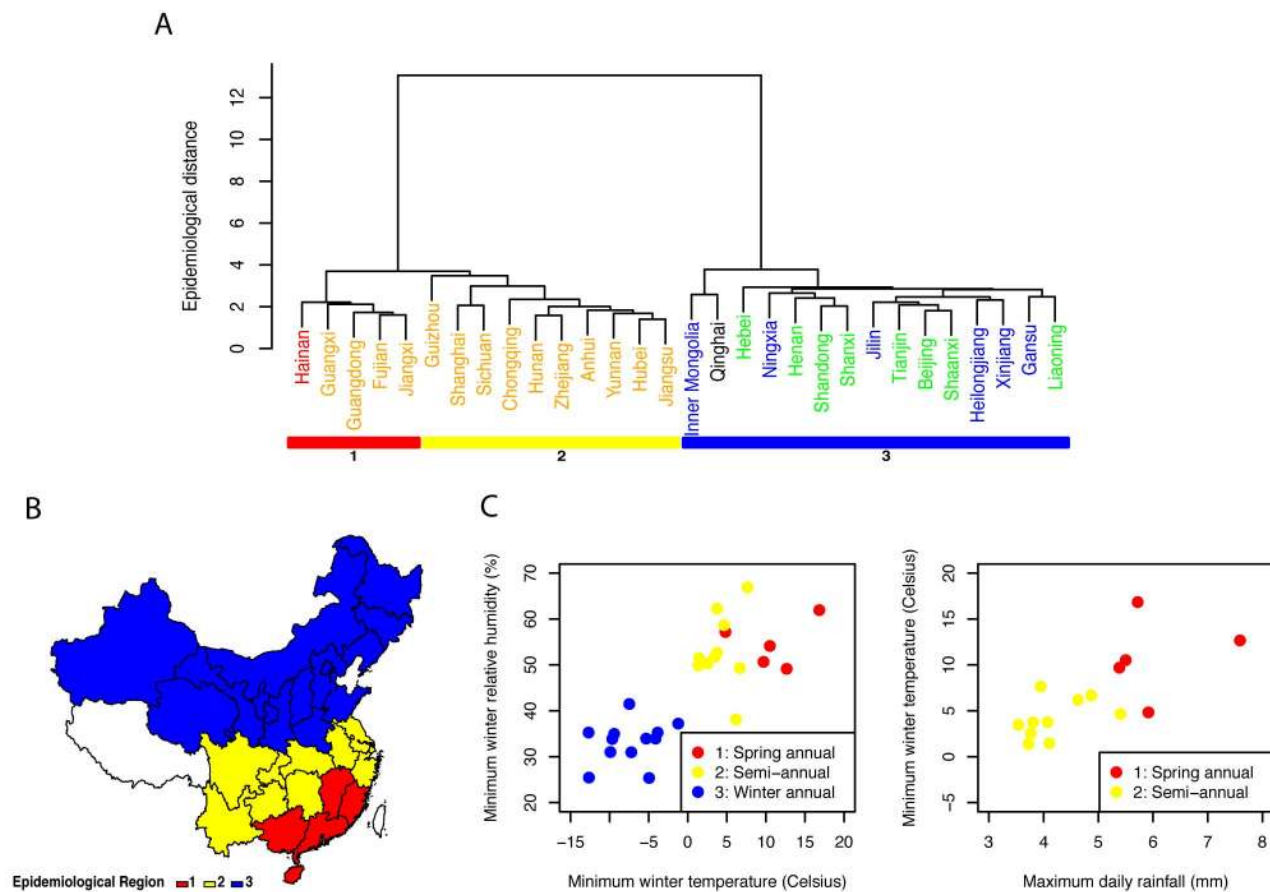 A
Epidemiological distance
0 2 4 6 8 10 12
Hainan
Guangxi
Guangdong
Fujian
Jiangxi
Guizhou
Shanghai
Sichuan
Chongqing
Hunan
Zhejiang
Anhui
Yunnan
Hubei
Jiangsu
Inner Mongolia
Qinghai
Hebei
Ningxia
Henan
Shandong
Shanxi
Jilin
Tianjin
Beijing
Shaanxi
Heilongjiang
Xinjiang
Gansu
Liaoning
1 2 3
B
Epidemiological Region 1 2 3
C
Minimum winter relative humidity (%)
20 30 40 50 60 70
1: Spring annual
2: Semi−annual
3: Winter annual
−15 −10 −5 0 5 10 15 20
Minimum winter temperature (Celsius)
Minimum winter temperature (Celsius)
−5 0 5 10 15 20
1: Spring annual
2: Semi−annual
3 4 5 6 7 8
Maximum daily rainfall (mm)